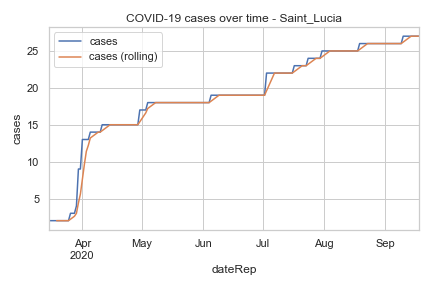 COVID-19 cases over time - Saint_Lucia
cases
cases (rolling)
25
20
15
10
5
cases
Apr May Jun Jul Aug Sep
2020
dateRep